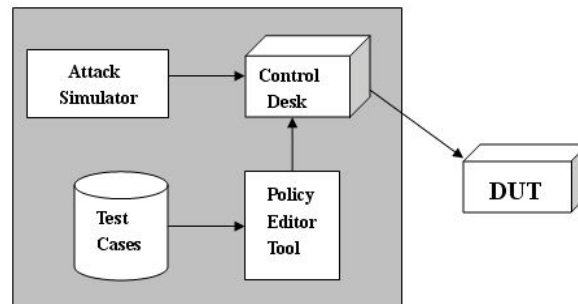 Attack
Simulator
Control
Desk
Test
Cases
Policy
Editor
Tool
DUT